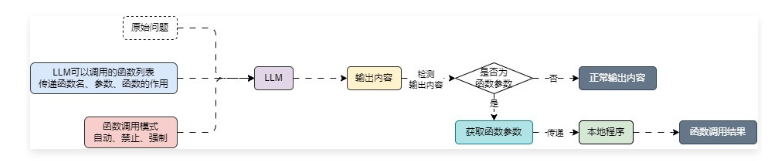 原始问题
LLM可以调用的函数列表
传递函数名、参数、函数的作用
函数调用模式
自动、禁止、强制
LLM
输出内容
检测
输出内容
是否为
函数参数
否
正常输出内容
是
获取函数参数
传递
本地程序
函数调用结果